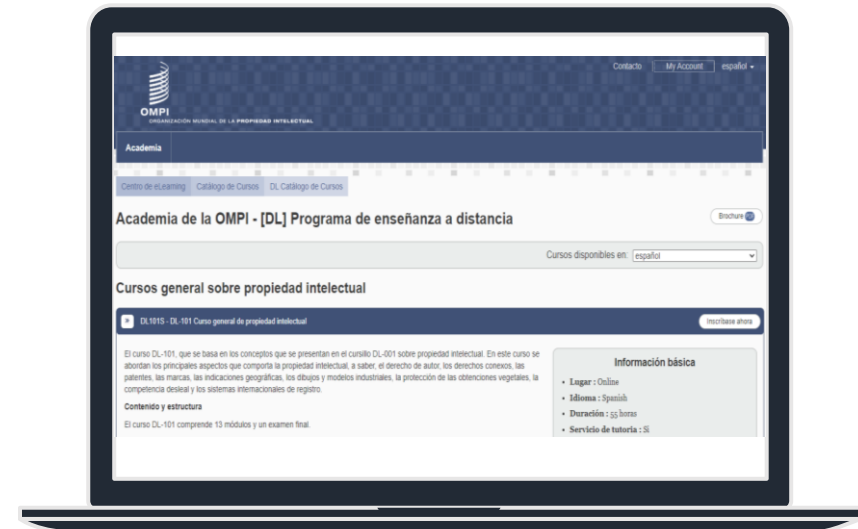 Contacto My Account español
OMPI
ORGANIZACIÓN MUNDIAL DE LA PROPIEDAD INTELECTUAL
Academia
Centro de eLearning Catálogo de Cursos DL Catálogo de Cursos
Academia de la OMPI - [DL] Programa de enseñanza a distancia
Brochure
Cursos disponibles en: español
Cursos general sobre propiedad intelectual
» DL101S - DL-101 Curso general de propiedad intelectual
Inscríbase ahora
El curso DL-101, que se basa en los conceptos que se presentan en el cursillo DL-001 sobre propiedad intelectual. En este curso se
abordan los principales aspectos que comporta la propiedad intelectual, a saber, el derecho de autor, los derechos conexos, las
patentes, las marcas, las indicaciones geográficas, los dibujos y modelos industriales, la protección de las obtenciones vegetales, la
competencia desleal y los sistemas internacionales de registro.
Contenido y estructura
El curso DL-101 comprende 13 módulos y un examen final.
Información básica
• Lugar : Online
• Idioma : Spanish
• Duración : 55 horas
• Servicio de tutoría : Sí